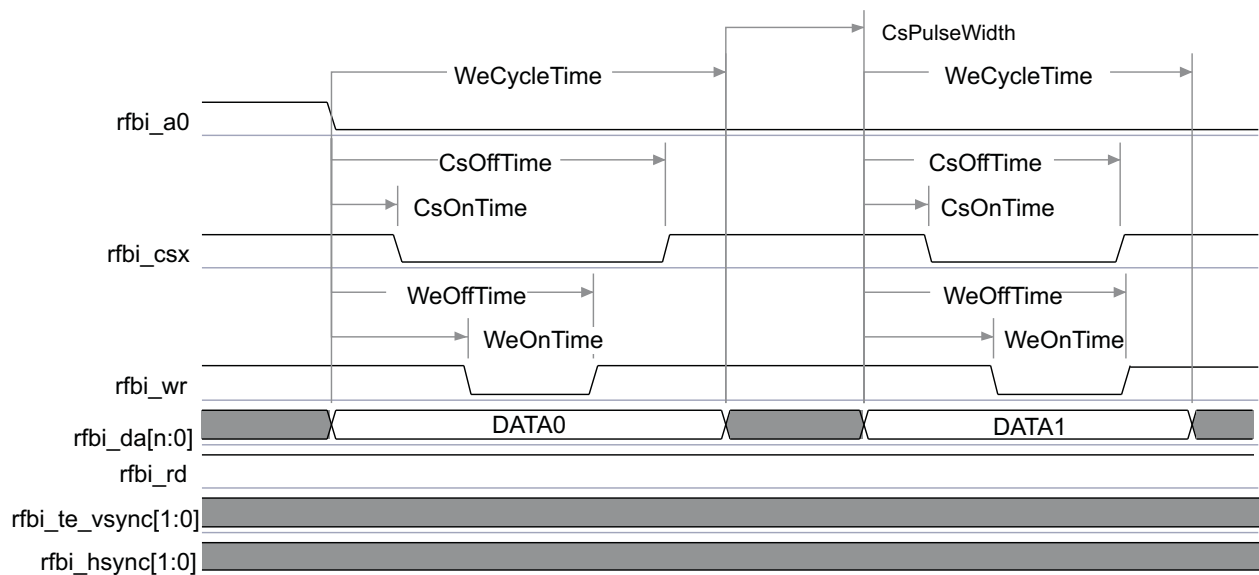 CsPulseWidth
WeCycleTime WeCycleTime
rfbi_a0
CsOffTime CsOffTime
CsOnTime CsOnTime
rfbi_csx
WeOffTime WeOffTime
WeOnTime WeOnTime
rfbi_wr
rfbi_da[n:0] DATA0 DATA1
rfbi_rd
rfbi_te_vsync[1:0]
rfbi_hsync[1:0]